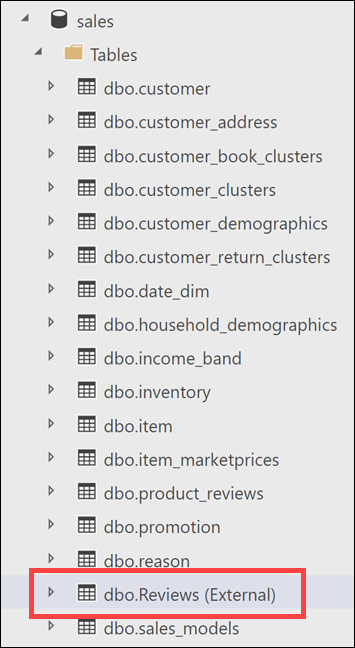 sales
Tables
dbo.customer
dbo.customer_address
dbo.customer_book_clusters
dbo.customer_clusters
dbo.customer_demographics
dbo.customer_return_clusters
dbo.date_dim
dbo.household_demographics
dbo.income_band
dbo.inventory
dbo.item
dbo.item_marketprices
dbo.product_reviews
dbo.promotion
dbo.reason
dbo.Reviews (External)
dbo.sales_models